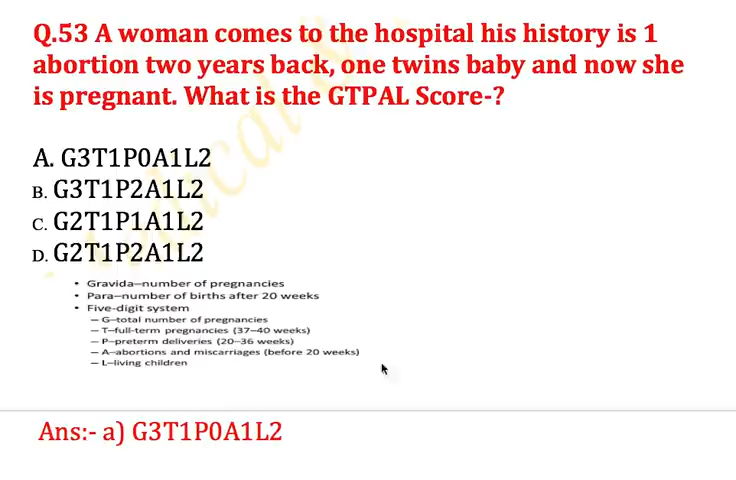 Q.53 A woman comes to the hospital his history is 1
abortion two years back, one twins baby and now she
is pregnant. What is the GTPAL Score-?
A. G3T1P0A1L2
B. G3T1P2A1L2
C. G2T1P1A1L2
D. G2T1P2A1L2
• Gravida—number of pregnancies
• Para—number of births after 20 weeks
• Five-digit system
– G–total number of pregnancies
– T–full-term pregnancies (37–40 weeks)
– P–preterm deliveries (20–36 weeks)
– A–abortions and miscarriages (before 20 weeks)
– L–living children
Ans:- a) G3T1P0A1L2